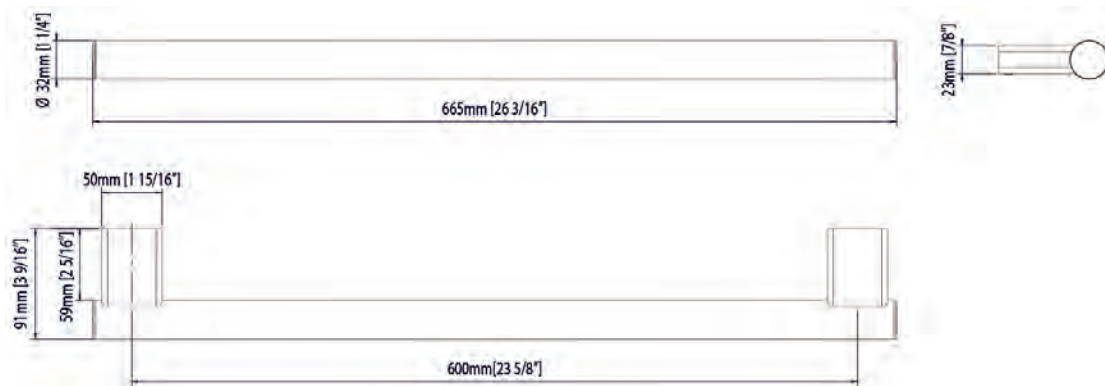 Ø 32mm [1 1/4"]
23mm [7/8"]
665mm [26 3/16"]
50mm [1 15/16"]
91mm [3 9/16"]
59mm [2 5/16"]
600mm[23 5/8"]